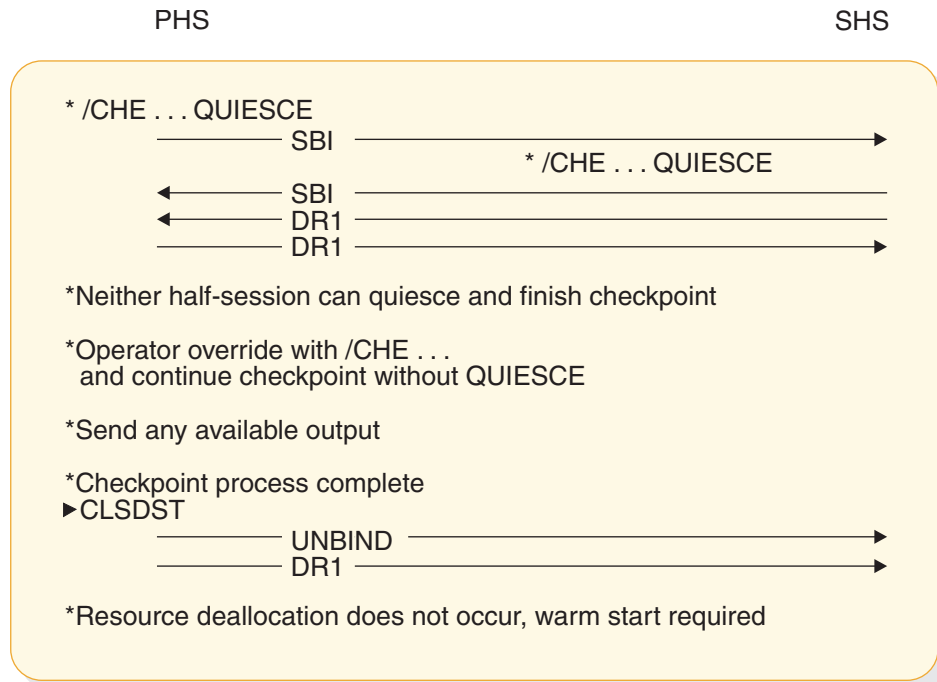 PHS SHS
* /CHE . . . QUIESCE
SBI
* /CHE . . . QUIESCE
SBI
DR1
DR1
*Neither half-session can quiesce and finish checkpoint
*Operator override with /CHE . . .
and continue checkpoint without QUIESCE
*Send any available output
*Checkpoint process complete
CLSDST
UNBIND
DR1
*Resource deallocation does not occur, warm start required